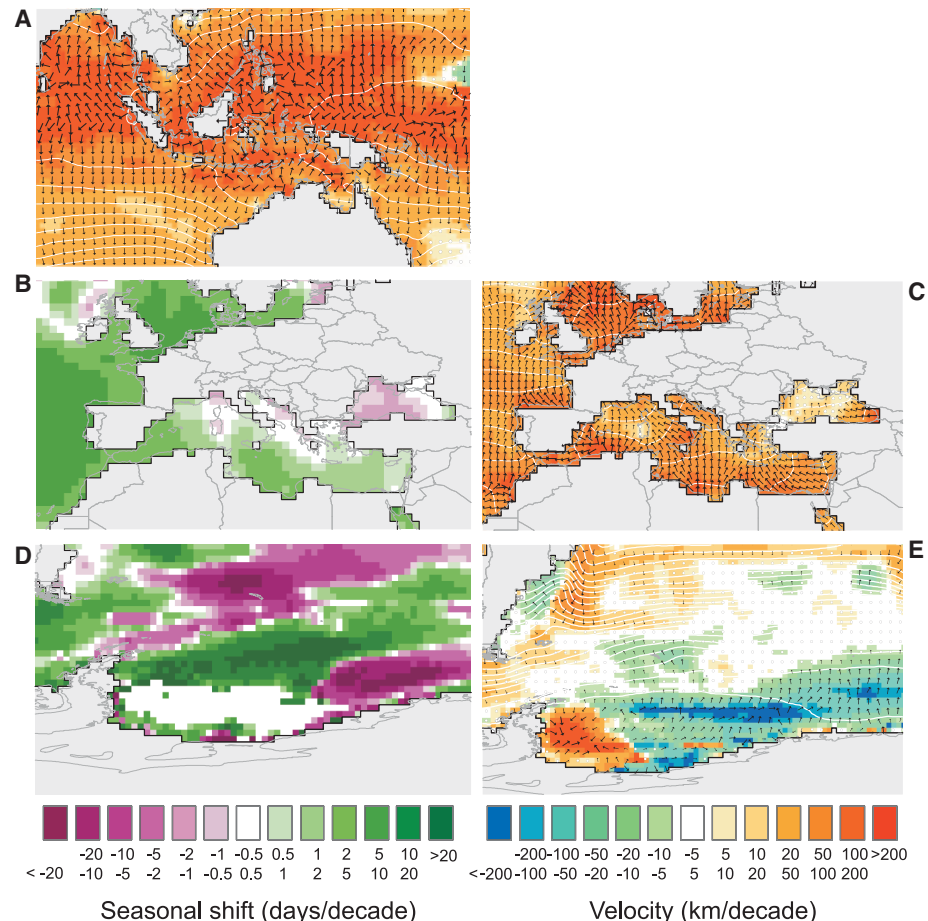 A
B
C
D
E
-20 -10 -5 -2 -1 -0.5 0.5 1 2 5 10 >20
< -20 -10 -5 -2 -1 -0.5 0.5 1 2 5 10 20
-200 -100 -50 -20 -10 -5 5 10 20 50 100 >200
<-200 -100 -50 -20 -10 -5 5 10 20 50 100 200
Seasonal shift (days/decade)
Velocity (km/decade)